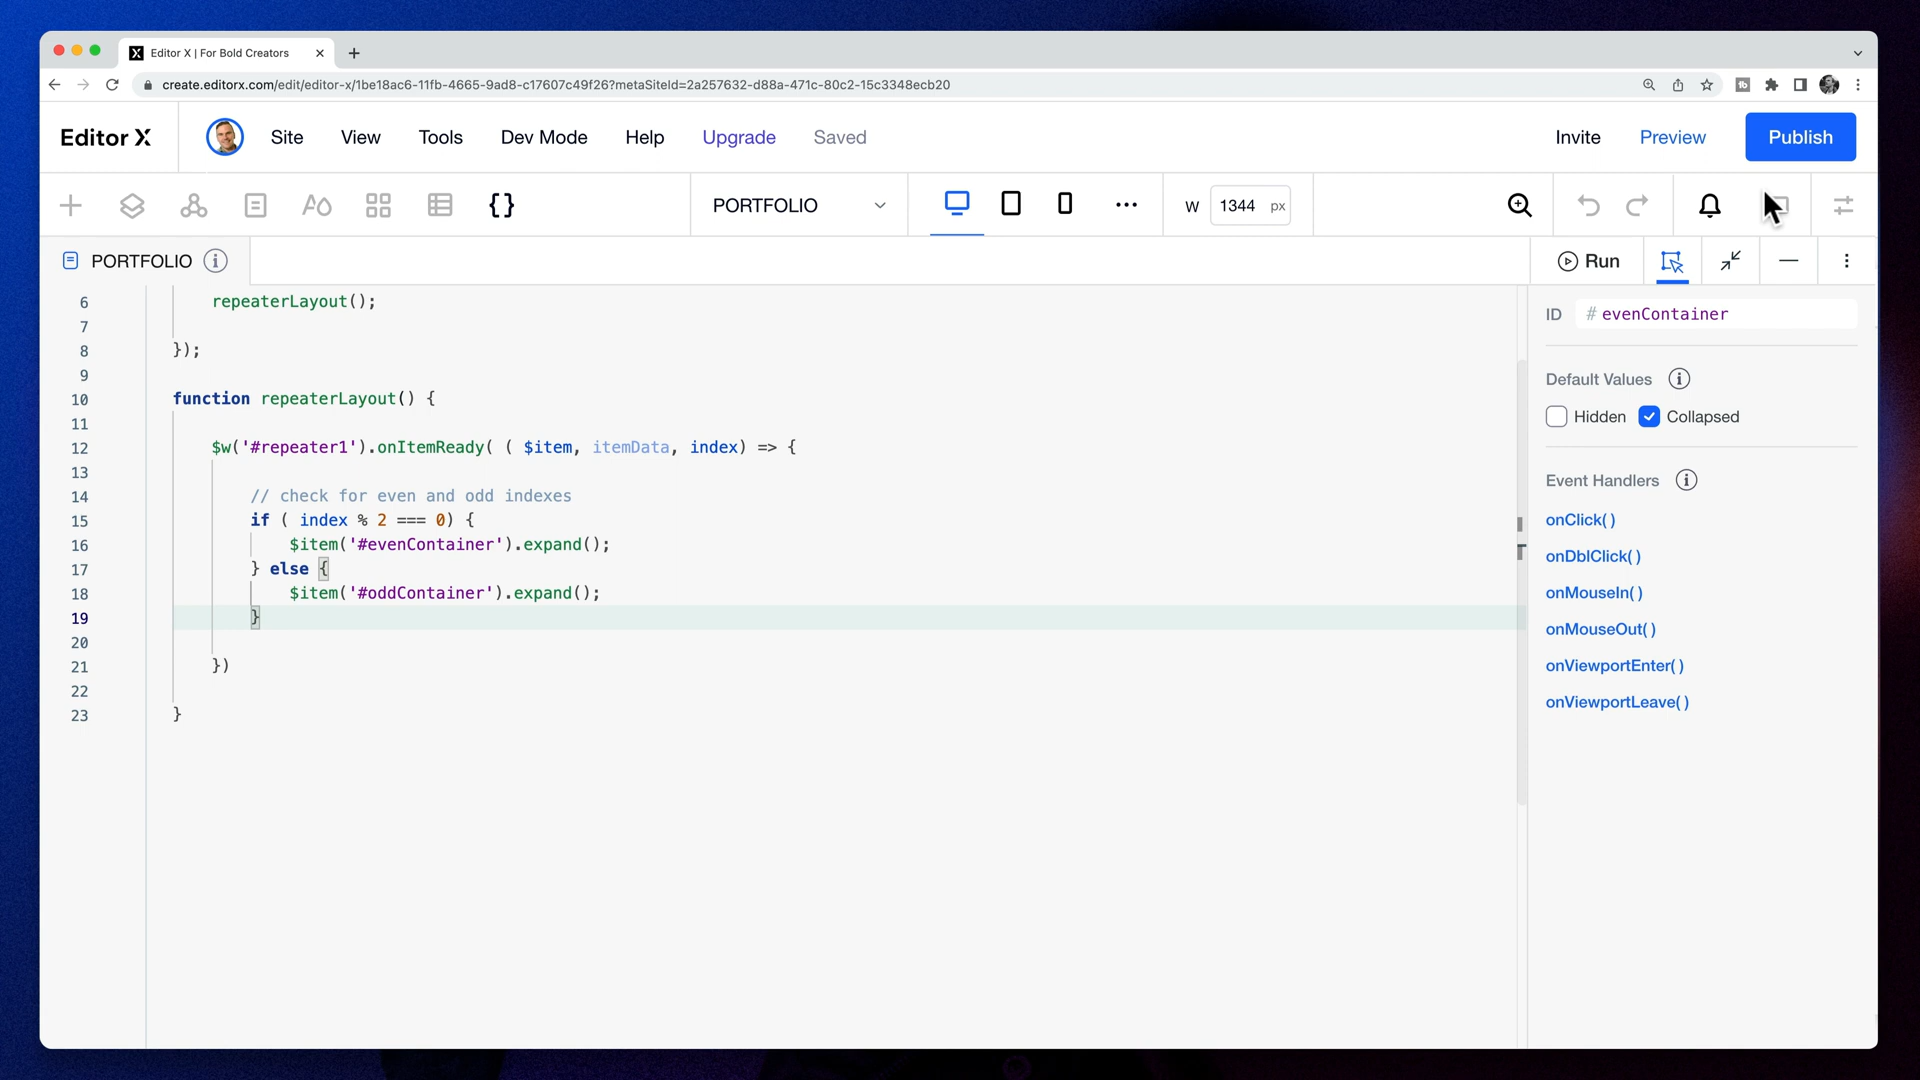 Editor X | For Bold Creators
create.editorx.com/edit/editor-x/1be18ac6-11fb-4665-9ad8-c17607c49f26?metaSiteId=2a257632-d88a-471c-80c2-15c3348ecb20
Editor X
Site
View
Tools
Dev Mode
Help
Upgrade
Saved
Invite
Preview
Publish
PORTFOLIO
W
1344 px
PORTFOLIO
Run
6 repeaterLayout();
7
8 });
9
10 function repeaterLayout() {
11
12 $w('#repeater1').onItemReady( ( $item, itemData, index) => {
13
14 // check for even and odd indexes
15 if ( index % 2 === 0) {
16 $item('#evenContainer').expand();
17 } else {
18 $item('#oddContainer').expand();
19 }
20
21 })
22
23 }
ID # evenContainer
Default Values
Hidden
Collapsed
Event Handlers
onClick()
onDblClick()
onMouseIn()
onMouseOut()
onViewportEnter()
onViewportLeave()